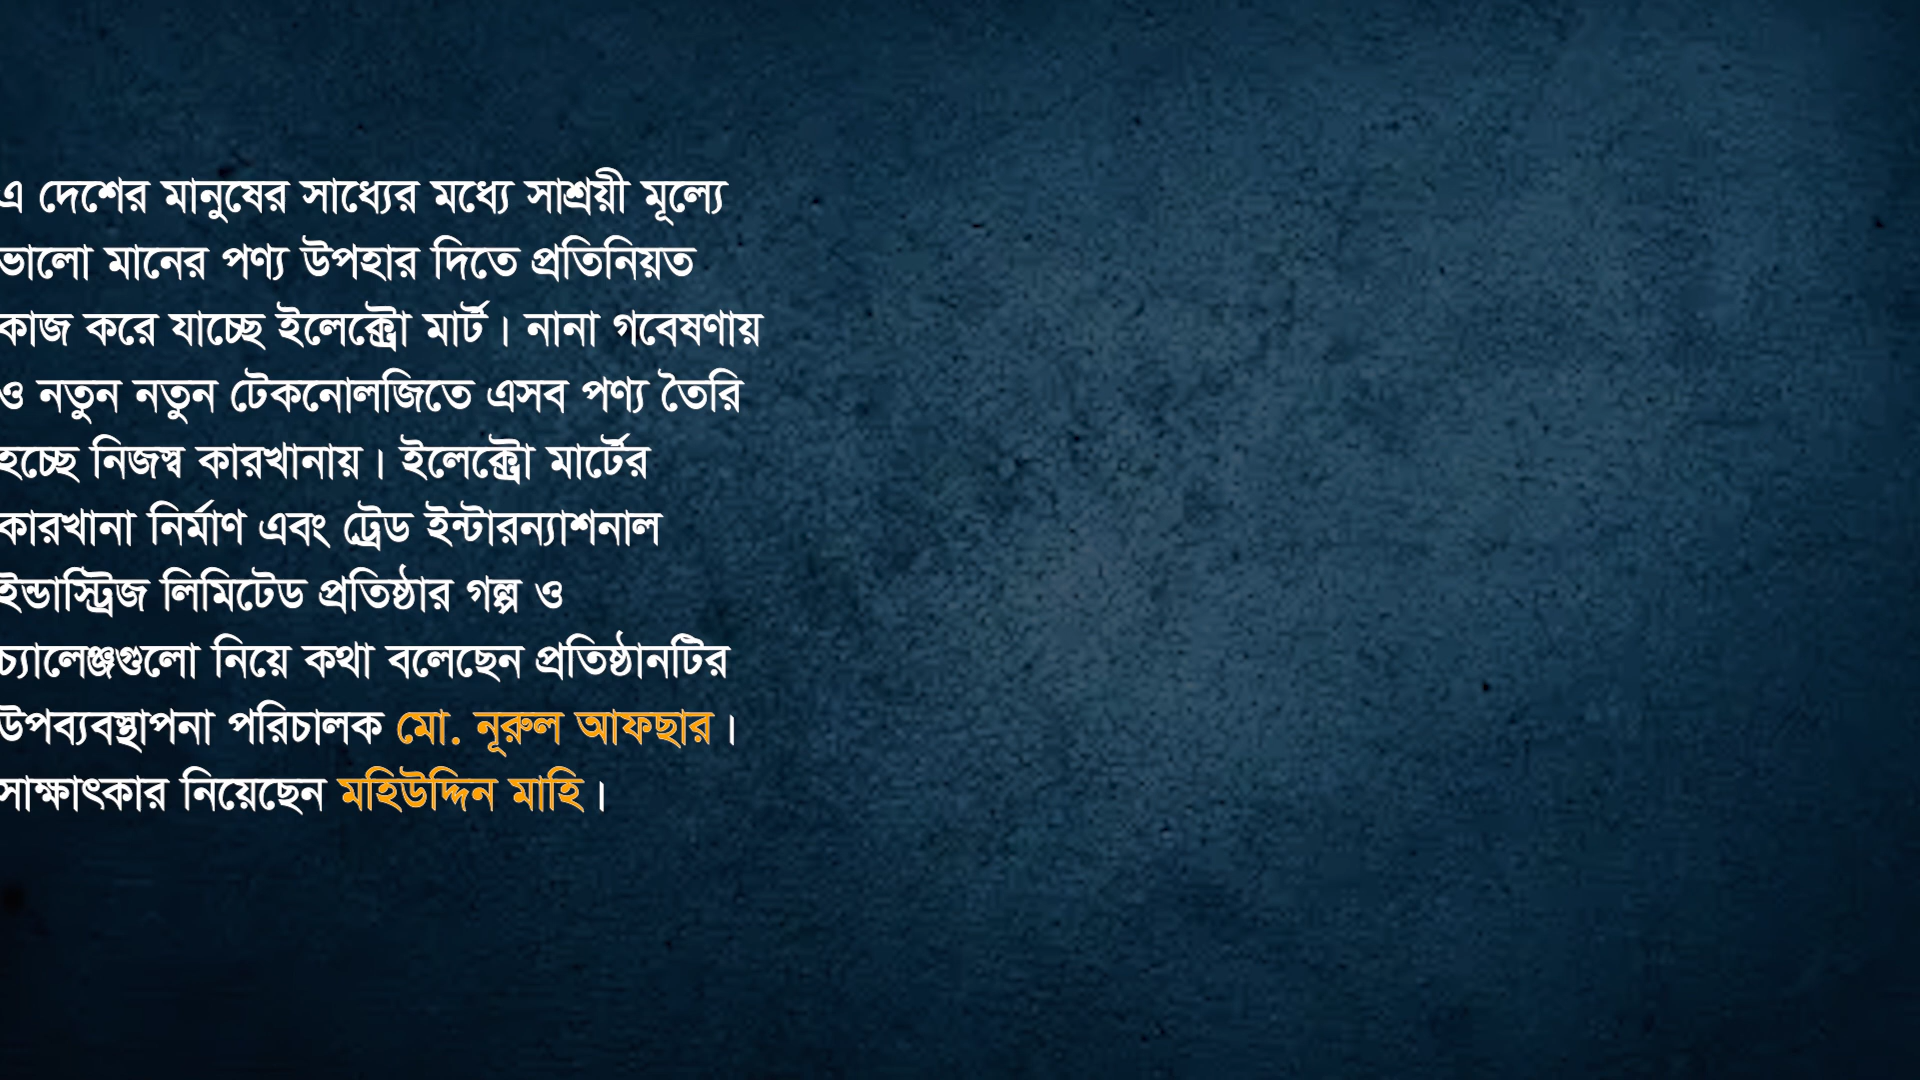 এ দেশের মানুষের সাধ্যের মধ্যে সাশ্রয়ী মূল্যে
ভালো মানের পণ্য উপহার দিতে প্রতিনিয়ত
কাজ করে যাচ্ছে ইলেক্ট্রো মার্ট। নানা গবেষণায়
ও নতুন নতুন টেকনোলজিতে এসব পণ্য তৈরি
হচ্ছে নিজস্ব কারখানায়। ইলেক্ট্রো মার্টের
কারখানা নির্মাণ এবং ট্রেড ইন্টারন্যাশনাল
ইন্ডাস্ট্রিজ লিমিটেড প্রতিষ্ঠার গল্প ও
চ্যালেঞ্জগুলো নিয়ে কথা বলেছেন প্রতিষ্ঠানটির
উপব্যবস্থাপনা পরিচালক মো. নূরুল আফছার।
সাক্ষাৎকার নিয়েছেন মহিউদ্দিন মাহি।